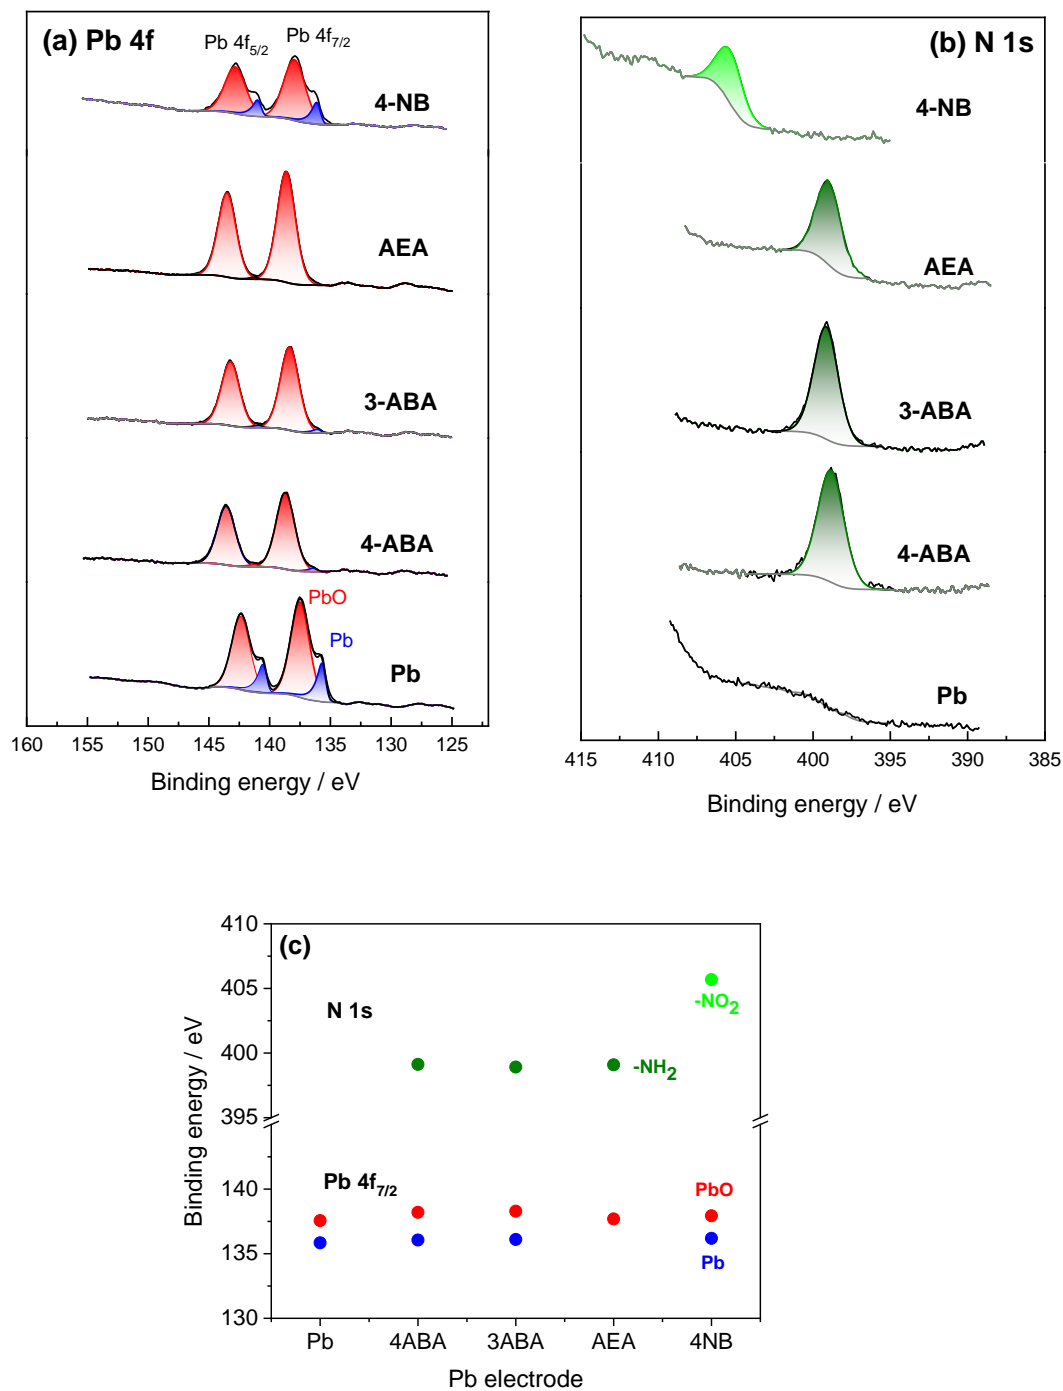 (a) Pb 4f
Pb 4f5/2
Pb 4f7/2
4-NB
AEA
3-ABA
4-ABA
PbO
Pb
Pb
160 155 150 145 140 135 130 125
Binding energy / eV
(b) N 1s
4-NB
AEA
3-ABA
4-ABA
Pb
415 410 405 400 395 390 385
Binding energy / eV
(c)
410
405
400
395
140
135
130
Binding energy / eV
N 1s
-NO2
-NH2
Pb 4f7/2
PbO
Pb
Pb 4ABA 3ABA AEA 4NB
Pb electrode